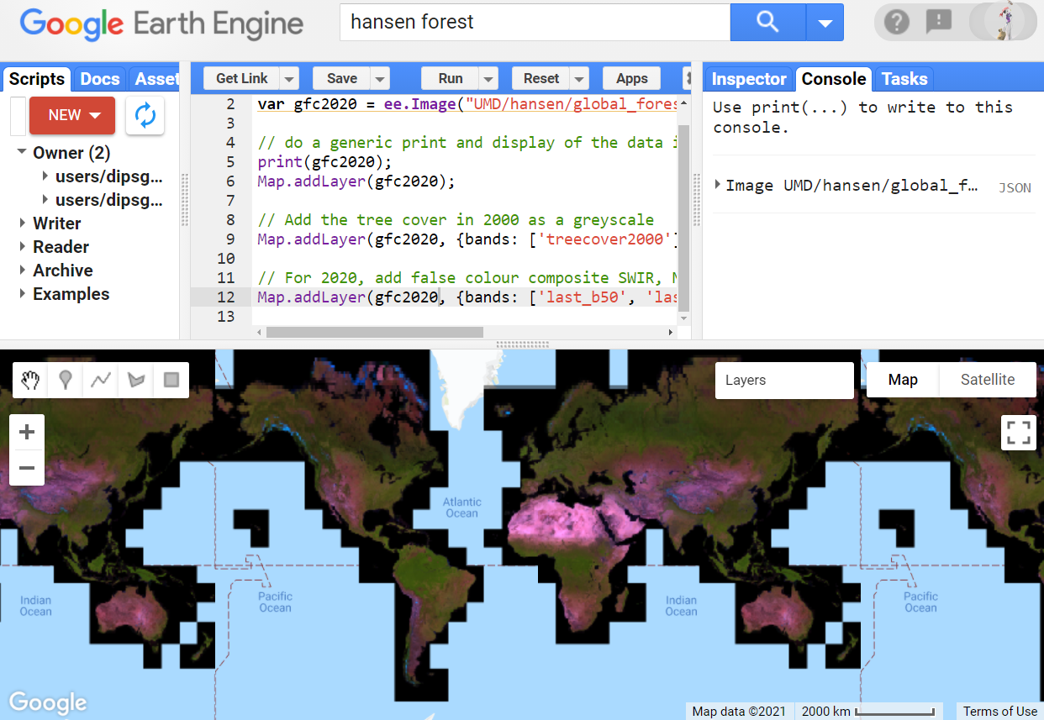 Google Earth Engine
hansen forest
Scripts Docs Asset
NEW
Owner (2)
users/dipsg...
users/dipsg...
Writer
Reader
Archive
Examples
Get Link Save Run Reset Apps
2 var gfc2020 = ee.Image("UMD/hansen/global_fores
3
4 // do a generic print and display of the data i
5 print(gfc2020);
6 Map.addLayer(gfc2020);
7
8 // Add the tree cover in 2000 as a greyscale
9 Map.addLayer(gfc2020, {bands: ['treecover2000']
10
11 // For 2020, add false colour composite SWIR, N
12 Map.addLayer(gfc2020, {bands: ['last_b50', 'las
13
Inspector Console Tasks
Use print(...) to write to this
console.
Image UMD/hansen/global_f... JSON
Layers
Map Satellite
Atlantic
Ocean
Indian
Ocean
Pacific
Ocean
Indian
Ocean
Pacific
Ocean
Google
Map data ©2021 2000 km Terms of Use